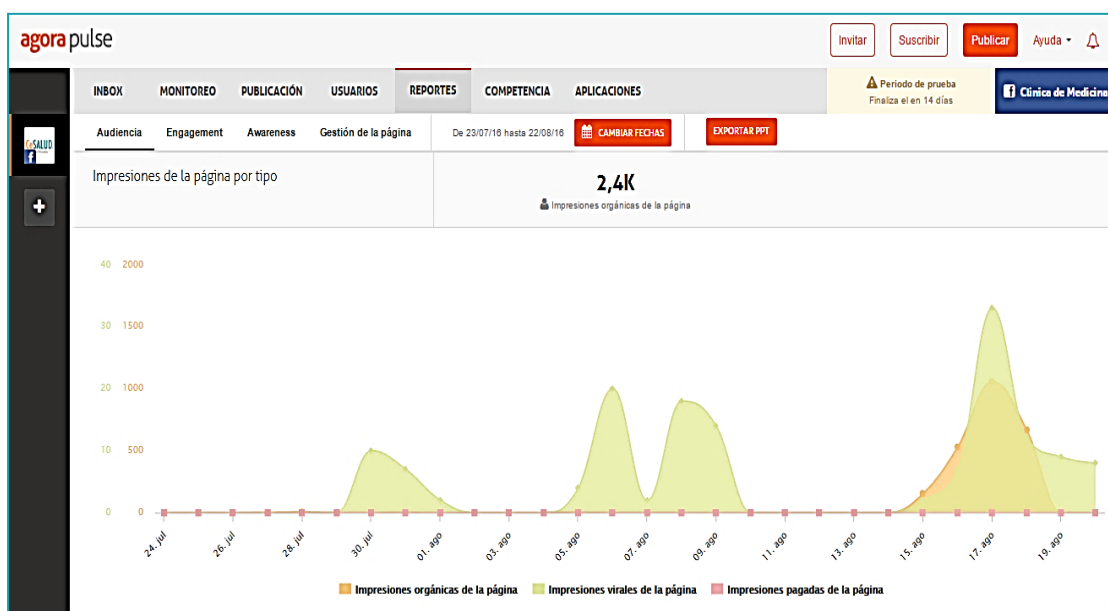 agora pulse
Invitar Suscribir Publicar Ayuda
INBOX MONITOREO PUBLICACIÓN USUARIOS REPORTES COMPETENCIA APLICACIONES
Periodo de prueba
Finaliza el en 14 días
Clínica de Medicina
Audiencia Engagement Awareness Gestión de la página De 23/07/16 hasta 22/08/16 CAMBIAR FECHAS EXPORTAR PPT
SALUD
Impresiones de la página por tipo
2,4K
Impresiones orgánicas de la página
40 2000
30 1500
20 1000
10 500
0 0
24. jul 26. jul 28. jul 30. jul 01. ago 03. ago 05. ago 07. ago 09. ago 11. ago 13. ago 15. ago 17. ago 19. ago
Impresiones orgánicas de la página Impresiones virales de la página Impresiones pagadas de la página